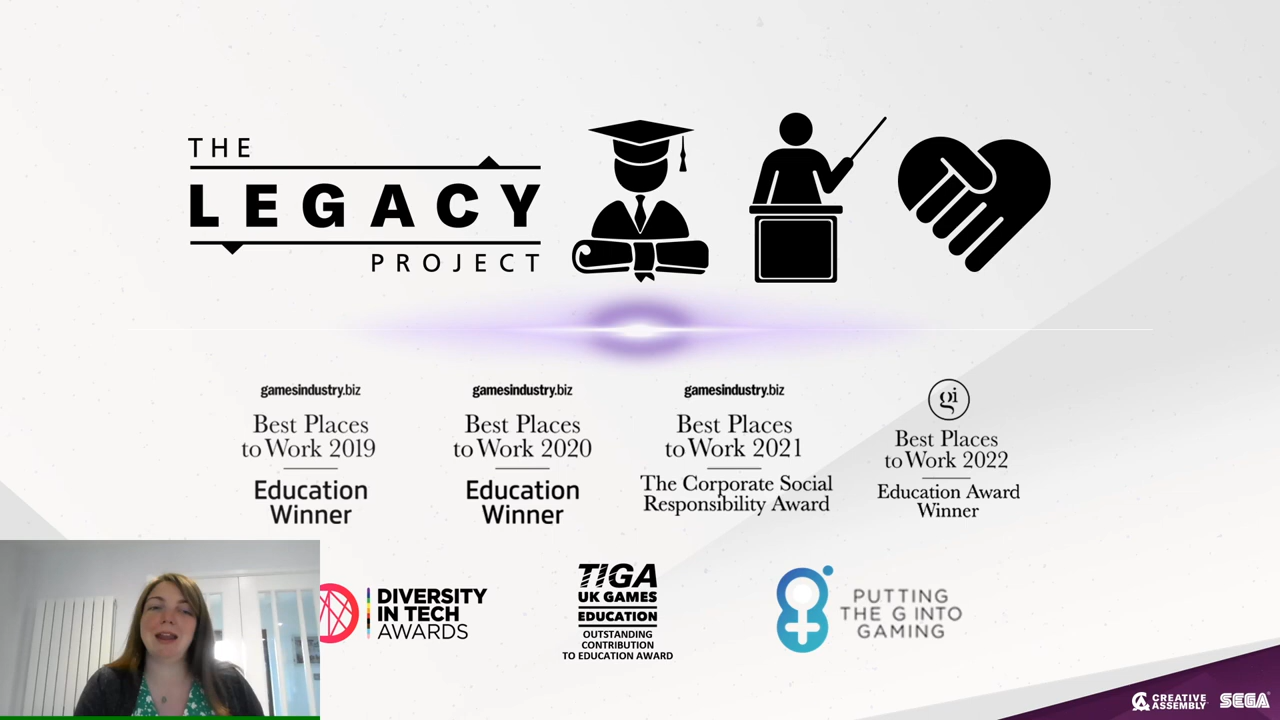 THE
LEGACY
PROJECT
gamesindustry.biz
Best Places
to Work 2019
Education
Winner
gamesindustry.biz
Best Places
to Work 2020
Education
Winner
gamesindustry.biz
Best Places
to Work 2021
The Corporate Social
Responsibility Award
gi
Best Places
to Work 2022
Education Award
Winner
DIVERSITY
IN TECH
AWARDS
TIGA
UK GAMES
EDUCATION
OUTSTANDING
CONTRIBUTION
TO EDUCATION AWARD
PUTTING
THE G INTO
GAMING
CREATIVE
ASSEMBLY
SEGA